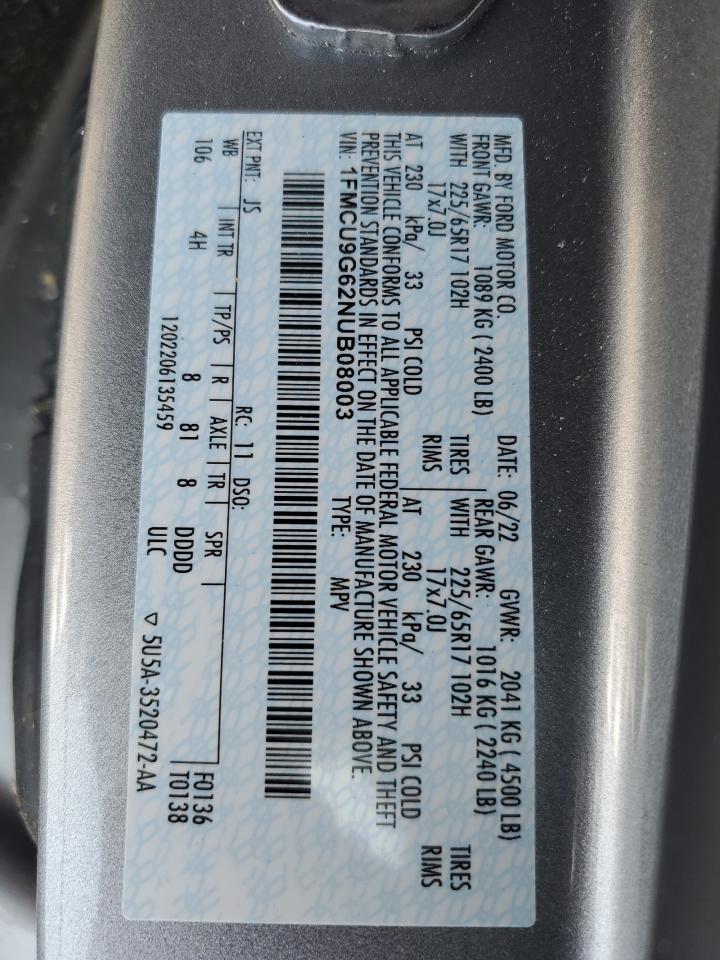 MFD. BY FORD MOTOR CO. DATE: 06/22 GVWR: 2041 KG ( 4500 LB)
FRONT GAWR: 1089 KG ( 2400 LB) REAR GAWR: 1016 KG ( 2240 LB)
WITH 225/65R17 102H TIRES WITH 225/65R17 102H TIRES
17x7.0J RIMS 17x7.0J RIMS
AT 230 kPa/ 33 PSI COLD AT 230 kPa/ 33 PSI COLD
THIS VEHICLE CONFORMS TO ALL APPLICABLE FEDERAL MOTOR VEHICLE SAFETY AND THEFT
PREVENTION STANDARDS IN EFFECT ON THE DATE OF MANUFACTURE SHOWN ABOVE.
VIN: 1FMCU9G62NUB08003 TYPE: MPV
EXT PNT: JS RC: 11 DSO:
WB | INT TR | TP/PS | R | AXLE | TR | SPR
106 4H 8 81 8 DDDD F0136
1202206135459 ULC ▽ 5U5A-3520472-AA T0138